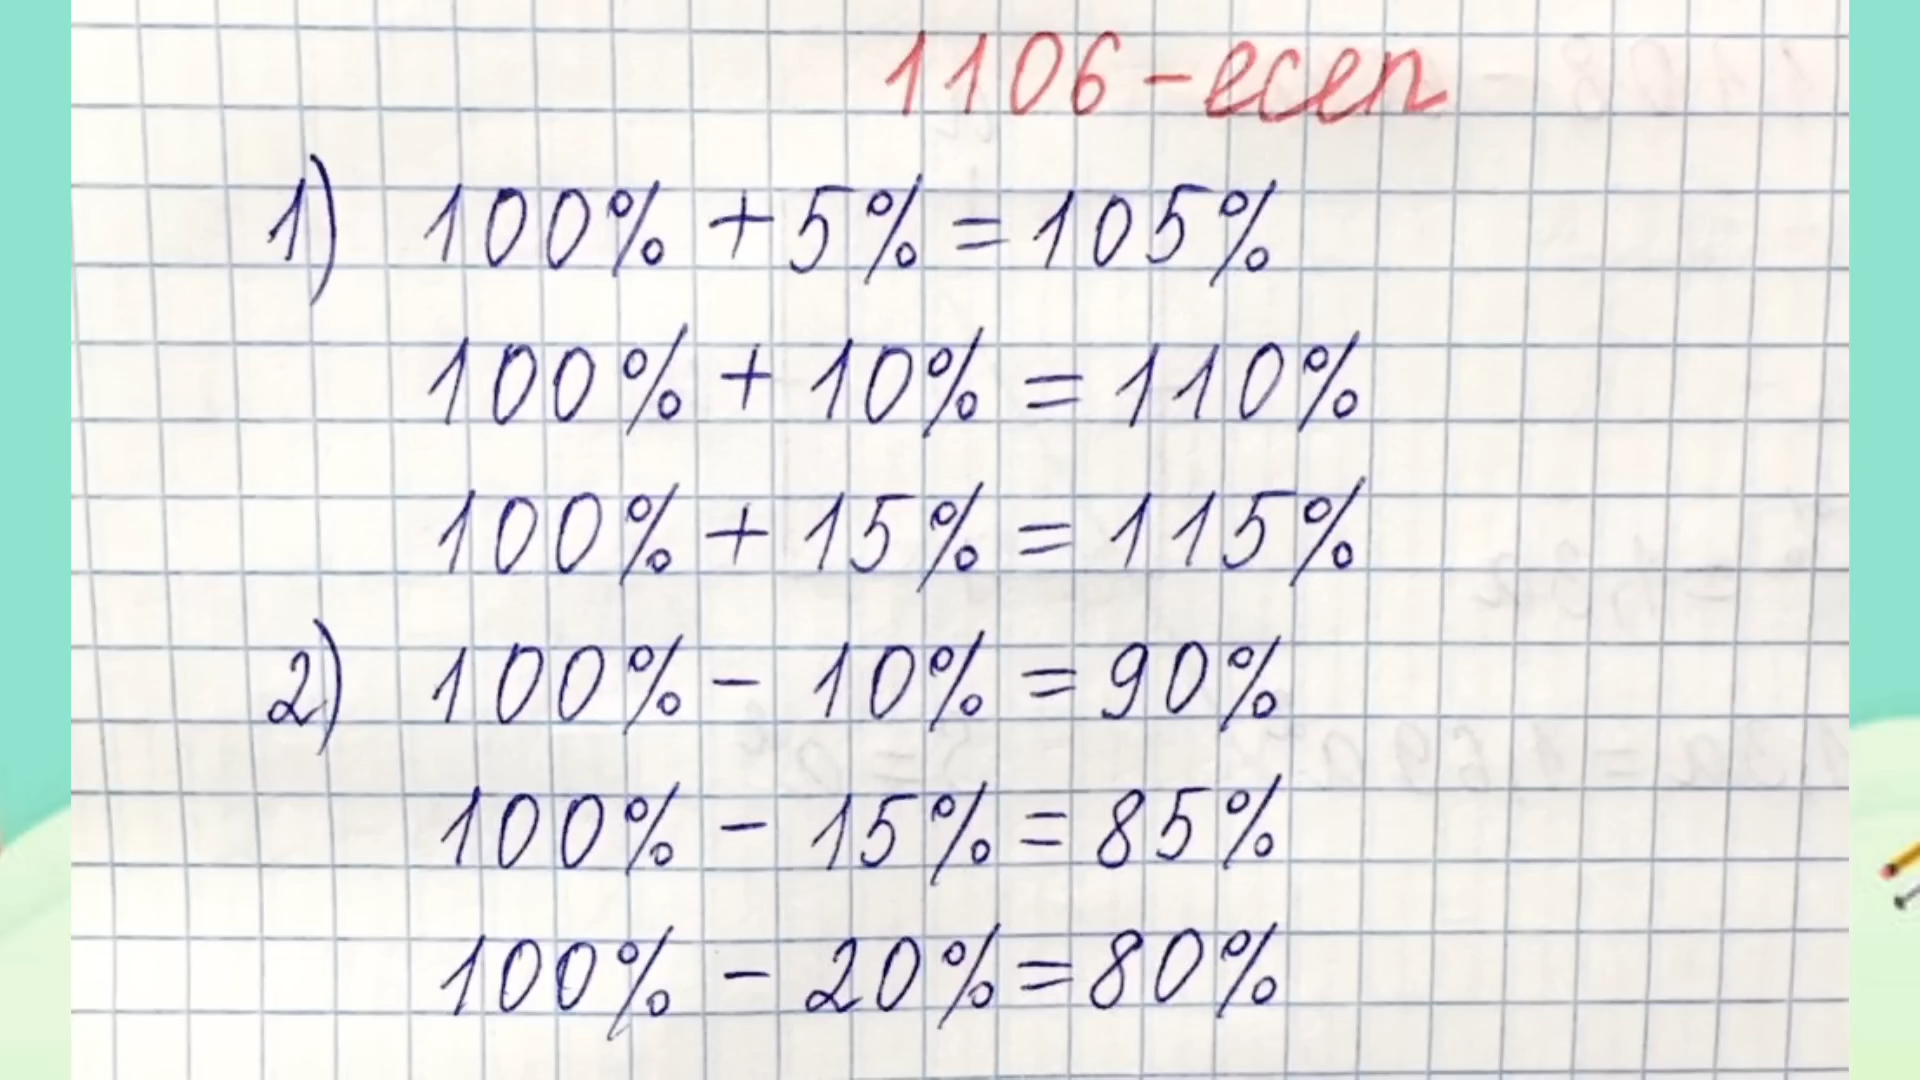 1106-есеп
1) 100% + 5% = 105%
100% + 10% = 110%
100% + 15% = 115%
2) 100% - 10% = 90%
100% - 15% = 85%
100% - 20% = 80%